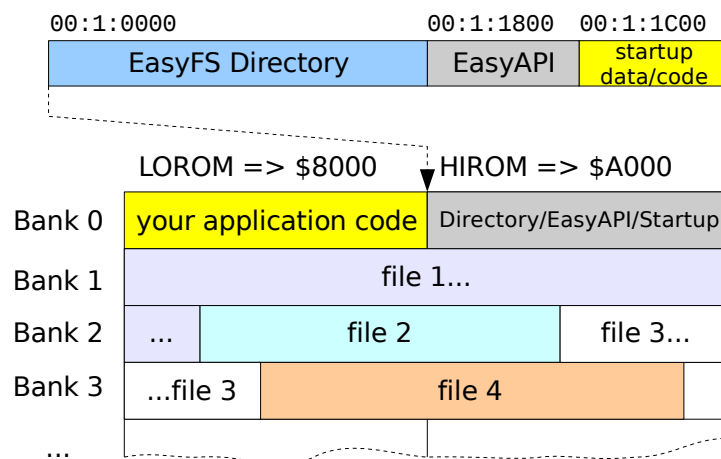 00:1:0000 00:1:1800 00:1:1C00
EasyFS Directory EasyAPI startup
data/code
LOROM => $8000 HIROM => $A000
Bank 0 your application code Directory/EasyAPI/Startup
Bank 1 file 1...
Bank 2 ... file 2 file 3...
Bank 3 ...file 3 file 4
...